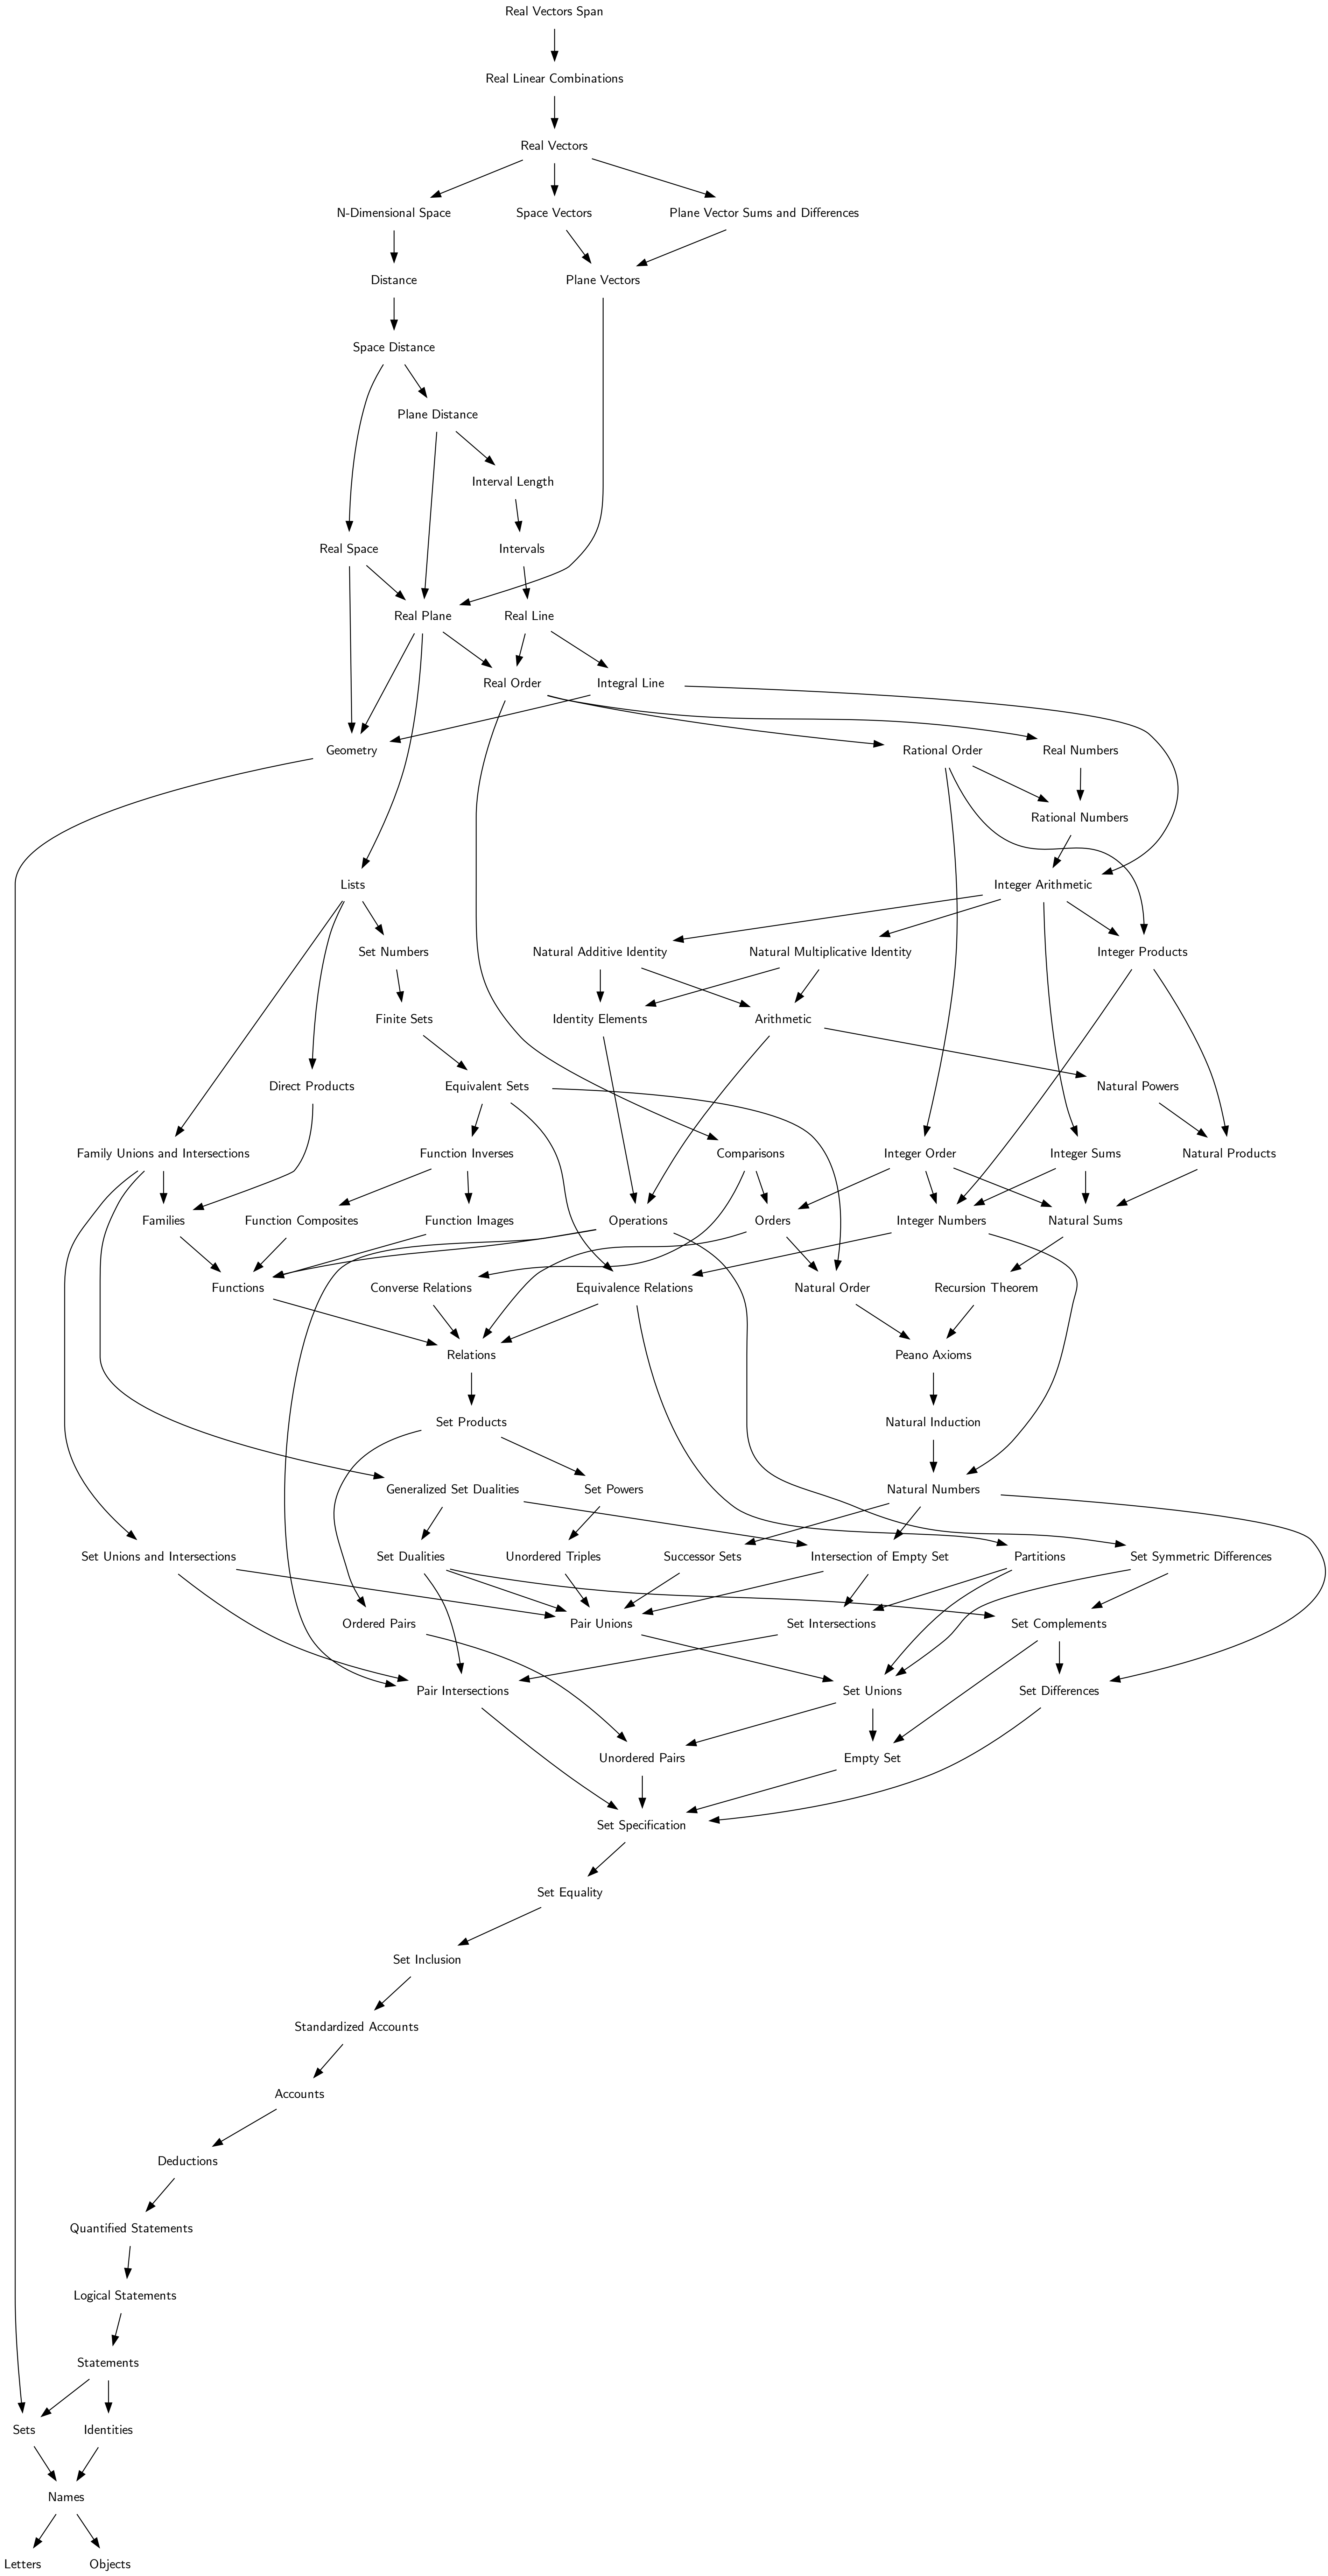 Real Vectors Span
Real Linear Combinations
Real Vectors
N-Dimensional Space
Space Vectors
Plane Vector Sums and Differences
Distance
Plane Vectors
Space Distance
Plane Distance
Interval Length
Real Space
Intervals
Real Plane
Real Line
Real Order
Integral Line
Geometry
Rational Order
Real Numbers
Rational Numbers
Lists
Integer Arithmetic
Set Numbers
Natural Additive Identity
Natural Multiplicative Identity
Integer Products
Finite Sets
Identity Elements
Arithmetic
Direct Products
Equivalent Sets
Natural Powers
Family Unions and Intersections
Function Inverses
Comparisons
Integer Order
Integer Sums
Natural Products
Families
Function Composites
Function Images
Operations
Orders
Integer Numbers
Natural Sums
Functions
Converse Relations
Equivalence Relations
Natural Order
Recursion Theorem
Relations
Peano Axioms
Set Products
Natural Induction
Generalized Set Dualities
Set Powers
Natural Numbers
Set Unions and Intersections
Set Dualities
Unordered Triples
Successor Sets
Intersection of Empty Set
Partitions
Set Symmetric Differences
Ordered Pairs
Pair Unions
Set Intersections
Set Complements
Pair Intersections
Set Unions
Set Differences
Unordered Pairs
Empty Set
Set Specification
Set Equality
Set Inclusion
Standardized Accounts
Accounts
Deductions
Quantified Statements
Logical Statements
Statements
Sets
Identities
Names
Letters
Objects